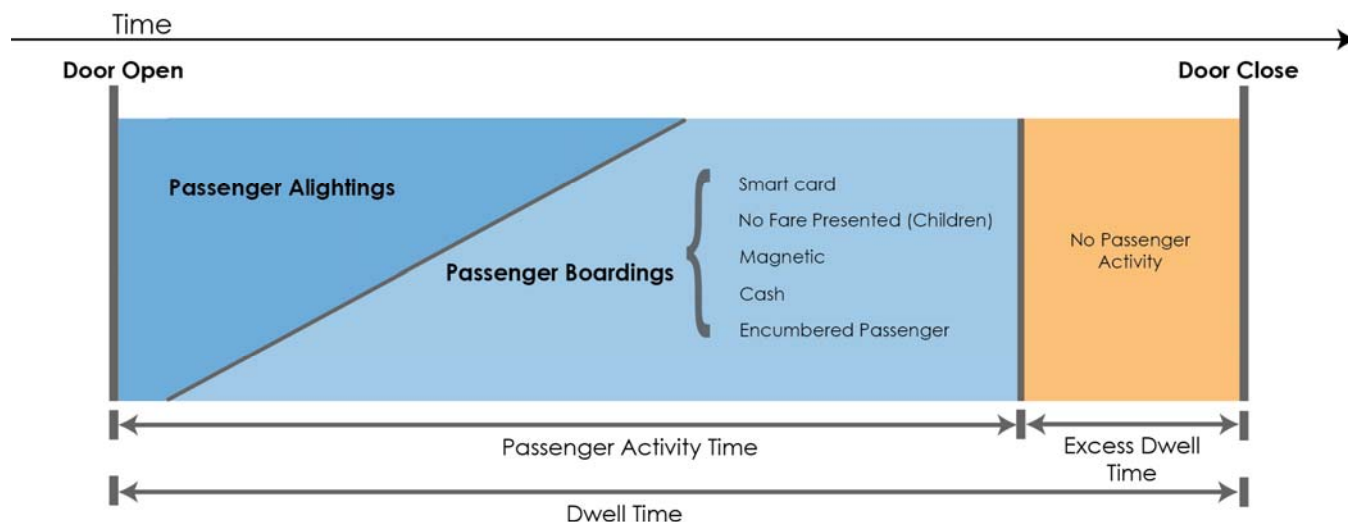 Time
Door Open
Door Close
Passenger Alightings
Smart card
No Fare Presented (Children)
Magnetic
Cash
Encumbered Passenger
Passenger Boardings
No Passenger
Activity
Passenger Activity Time
Excess Dwell
Time
Dwell Time